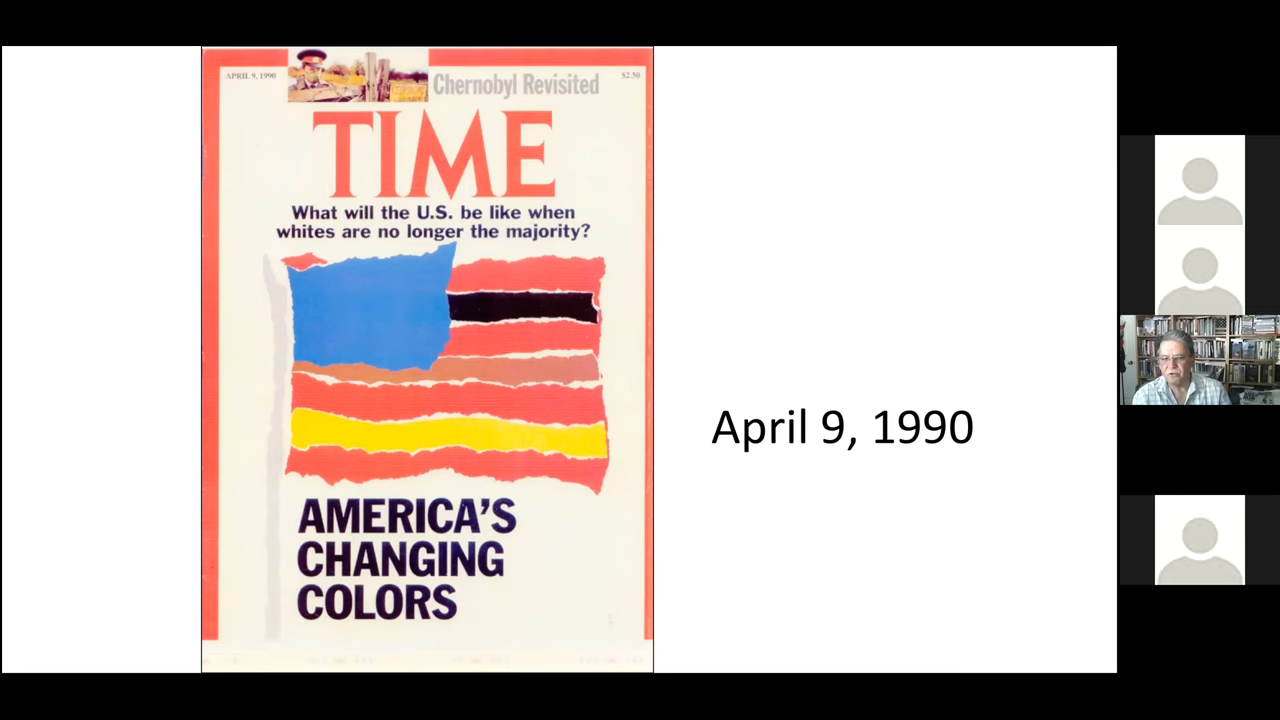 APRIL 9, 1990
Chernobyl Revisited
$2.50
TIME
What will the U.S. be like when
whites are no longer the majority?
AMERICA'S
CHANGING
COLORS
April 9, 1990